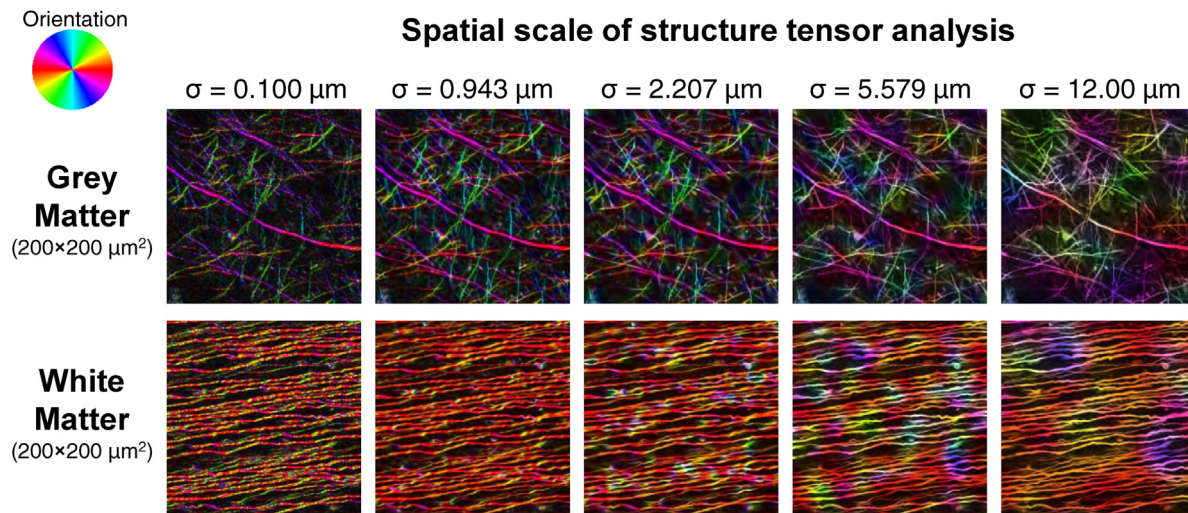 Orientation
Spatial scale of structure tensor analysis
σ = 0.100 µm
σ = 0.943 µm
σ = 2.207 µm
σ = 5.579 µm
σ = 12.00 µm
Grey
Matter
(200×200 µm²)
White
Matter
(200×200 µm²)